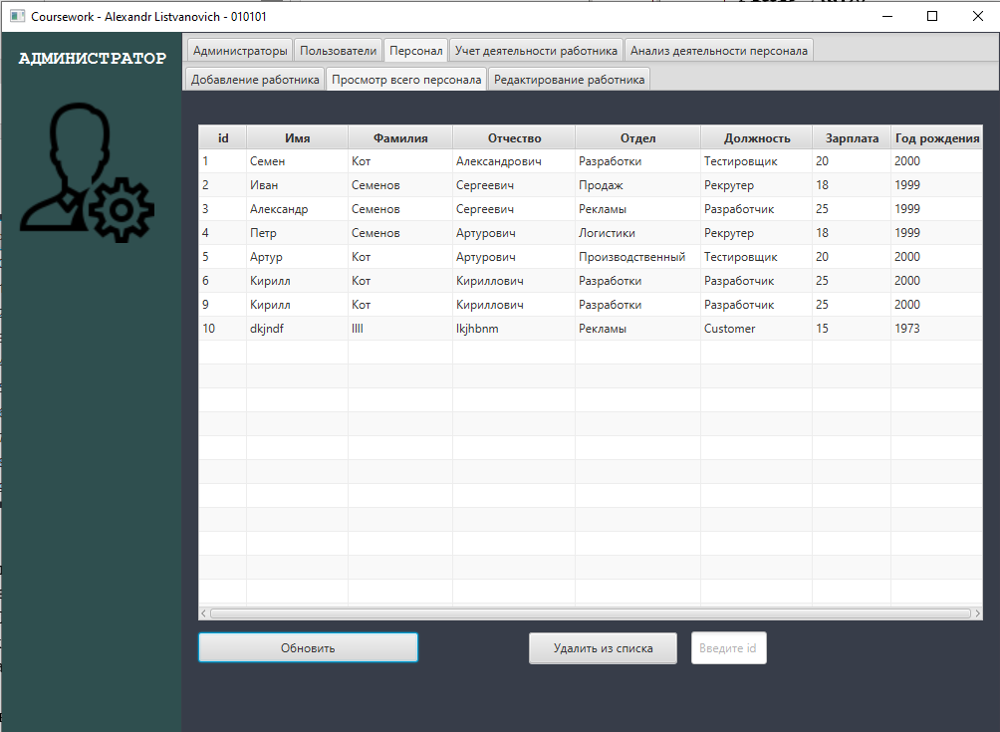 Coursework - Alexandr Listvanovich - 010101
АДМИНИСТРАТОР
Администраторы Пользователи Персонал Учет деятельности работника Анализ деятельности персонала
Добавление работника Просмотр всего персонала Редактирование работника
id Имя Фамилия Отчество Отдел Должность Зарплата Год рождения
1 Семен Кот Александрович Разработки Тестировщик 20 2000
2 Иван Семенов Сергеевич Продаж Рекрутер 18 1999
3 Александр Семенов Сергеевич Рекламы Разработчик 25 1999
4 Петр Семенов Артурович Логистики Рекрутер 18 1999
5 Артур Кот Артурович Производственный Тестировщик 20 2000
6 Кирилл Кот Кириллович Разработки Разработчик 25 2000
9 Кирилл Кот Кириллович Разработки Разработчик 25 2000
10 dkjndf llll lkjhbnm Рекламы Customer 15 1973
Обновить Удалить из списка Введите id